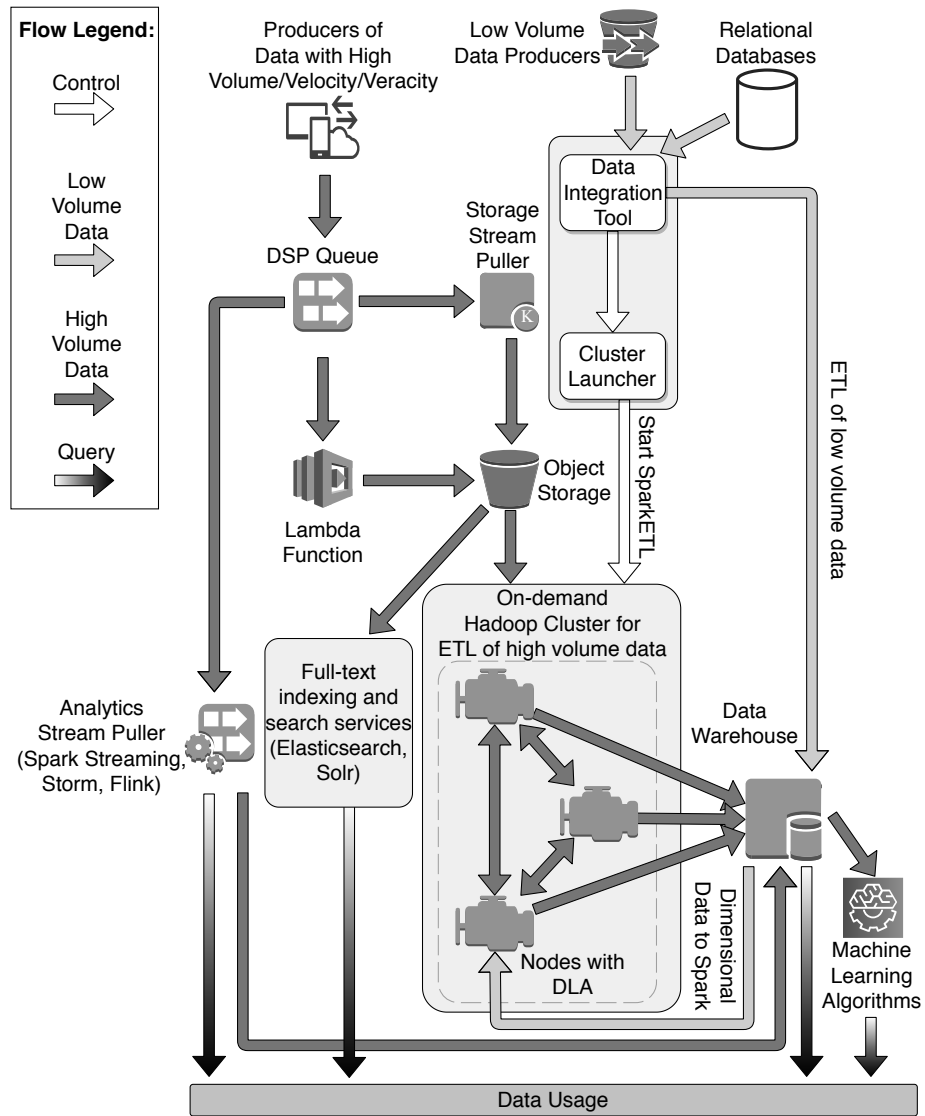 Flow Legend:
Control
Low
Volume
Data
High
Volume
Data
Query
Producers of
Data with High
Volume/Velocity/Veracity
Low Volume
Data Producers
Relational
Databases
Data
Integration
Tool
DSP Queue
Storage
Stream
Puller
K
Cluster
Launcher
ETL of low volume data
Start SparkETL
Lambda
Function
Object
Storage
On-demand
Hadoop Cluster for
ETL of high volume data
Full-text
indexing and
search services
(Elasticsearch,
Solr)
Analytics
Stream Puller
(Spark Streaming,
Storm, Flink)
Data
Warehouse
Nodes with
DLA
Dimensional
Data to Spark
Machine
Learning
Algorithms
Data Usage